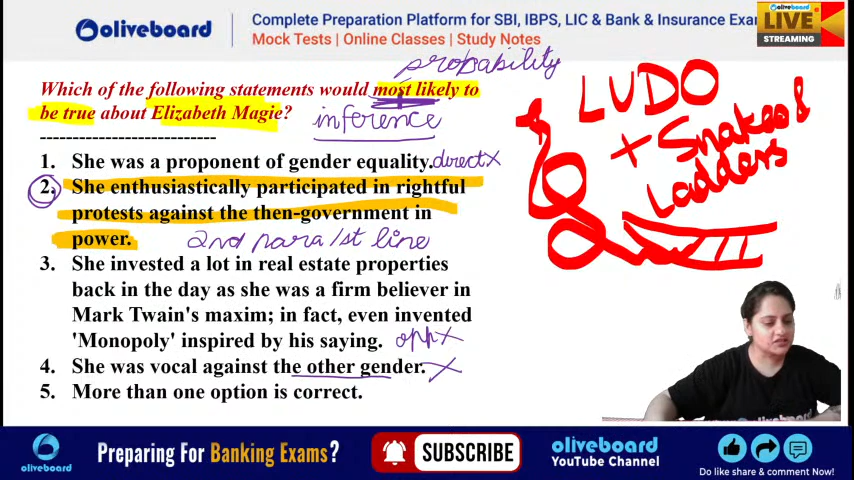 oliveboard
Complete Preparation Platform for SBI, IBPS, LIC & Bank & Insurance Exa
Mock Tests | Online Classes | Study Notes
LIVE
STREAMING
probability
Which of the following statements would most likely to
be true about Elizabeth Magie?
inference
---------------------------
1. She was a proponent of gender equality. direct x
2. She enthusiastically participated in rightful
protests against the then-government in
power. 2nd para/1st line
3. She invested a lot in real estate properties
back in the day as she was a firm believer in
Mark Twain's maxim; in fact, even invented
'Monopoly' inspired by his saying. opp x
4. She was vocal against the other gender. x
5. More than one option is correct.
LUDO
+ Snakes &
Ladders
oliveboard
oliveboard
Preparing For Banking Exams?
SUBSCRIBE
oliveboard
YouTube Channel
Do like share & comment Now!